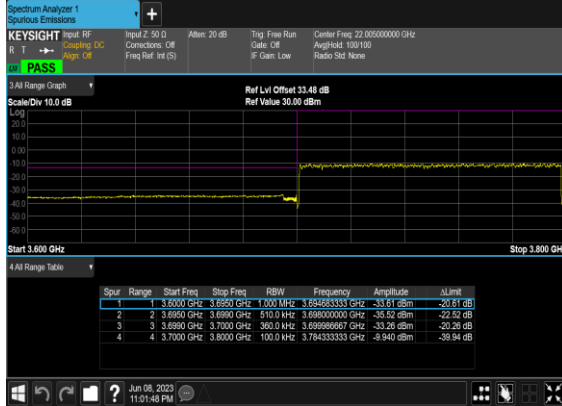 Spectrum Analyzer 1
Spurious Emissions
+
KEYSIGHT Input: RF Input Z: 50 Ω Atten: 20 dB Trig: Free Run Center Freq: 22.005000000 GHz
R T Coupling: DC Corrections: Off Gate: Off Avg|Hold: 100/100
Align: Off Freq Ref: Int (S) IF Gain: Low Radio Std: None
PASS
3 All Range Graph
Ref Lvl Offset 33.48 dB
Scale/Div 10.0 dB Ref Value 30.00 dBm
Log
20.0
10.0
0.00
-10.0
-20.0
-30.0
-40.0
-50.0
-60.0
Start 3.600 GHz Stop 3.800 GH
4 All Range Table
Spur Range Start Freq Stop Freq RBW Frequency Amplitude ΔLimit
1 1 3.6000 GHz 3.6950 GHz 1.000 MHz 3.694683333 GHz -33.61 dBm -20.61 dB
2 2 3.6950 GHz 3.6990 GHz 510.0 kHz 3.698000000 GHz -35.52 dBm -22.52 dB
3 3 3.6990 GHz 3.7000 GHz 360.0 kHz 3.699986667 GHz -33.26 dBm -20.26 dB
4 4 3.7000 GHz 3.8000 GHz 100.0 kHz 3.784333333 GHz -9.940 dBm -39.94 dB
? Jun 08, 2023
11:01:48 PM